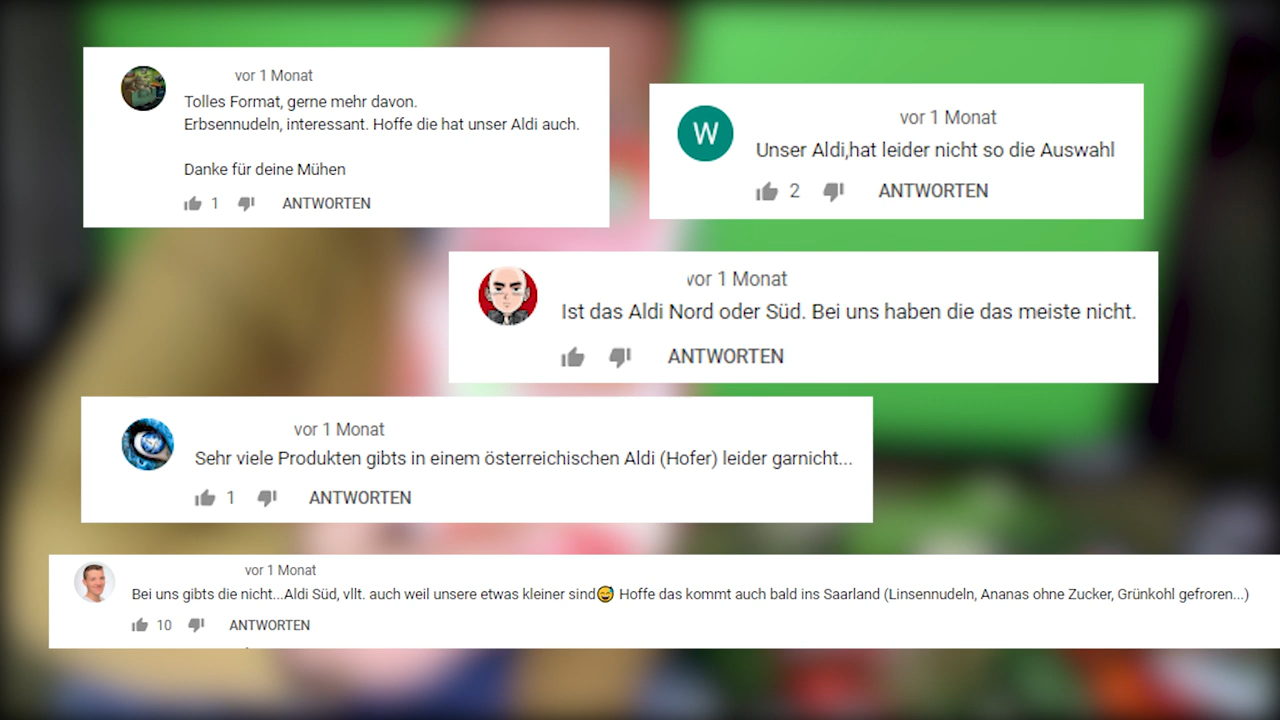 vor 1 Monat
Tolles Format, gerne mehr davon.
Erbsennudeln, interessant. Hoffe die hat unser Aldi auch.
Danke für deine Mühen
1 ANTWORTEN
W
vor 1 Monat
Unser Aldi,hat leider nicht so die Auswahl
2 ANTWORTEN
vor 1 Monat
Ist das Aldi Nord oder Süd. Bei uns haben die das meiste nicht.
ANTWORTEN
vor 1 Monat
Sehr viele Produkten gibts in einem österreichischen Aldi (Hofer) leider garnicht...
1 ANTWORTEN
vor 1 Monat
Bei uns gibts die nicht...Aldi Süd, vllt. auch weil unsere etwas kleiner sind😅 Hoffe das kommt auch bald ins Saarland (Linsennudeln, Ananas ohne Zucker, Grünkohl gefroren...)
10 ANTWORTEN